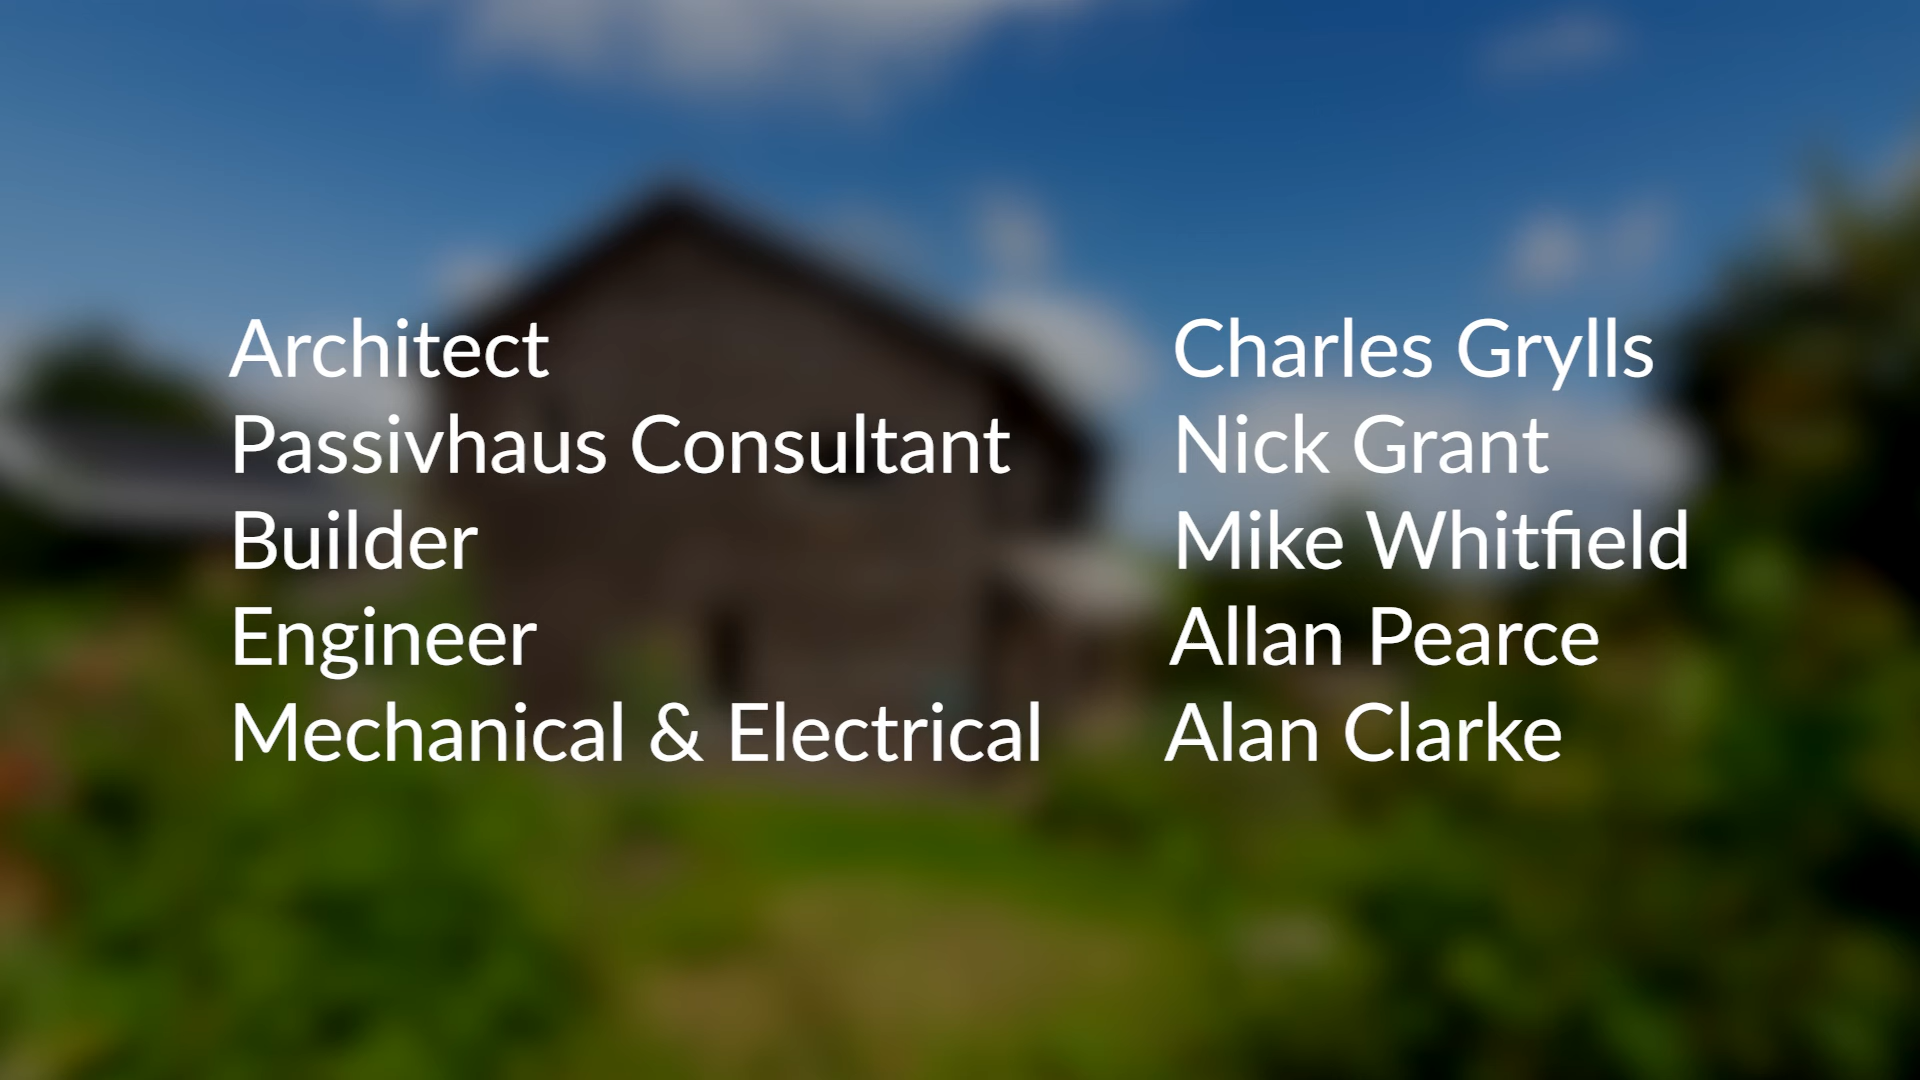 Architect Charles Grylls
Passivhaus Consultant Nick Grant
Builder Mike Whitfield
Engineer Allan Pearce
Mechanical & Electrical Alan Clarke